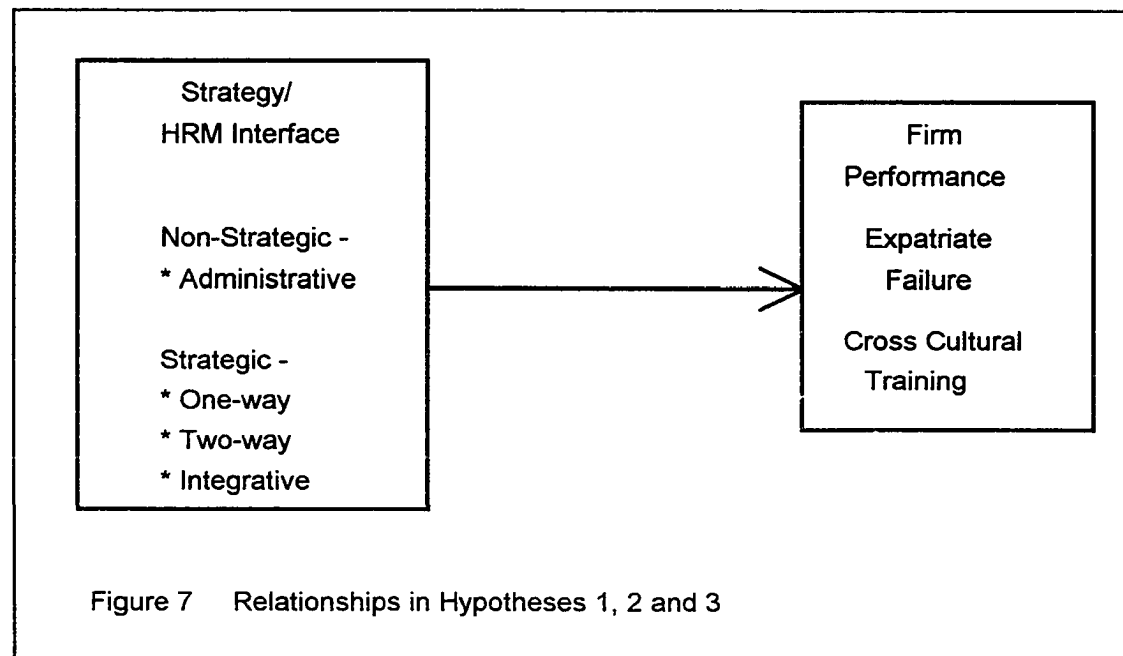 Strategy/
HRM Interface
Non-Strategic -
* Administrative
Strategic -
* One-way
* Two-way
* Integrative
Firm
Performance
Expatriate
Failure
Cross Cultural
Training
Figure 7 Relationships in Hypotheses 1, 2 and 3